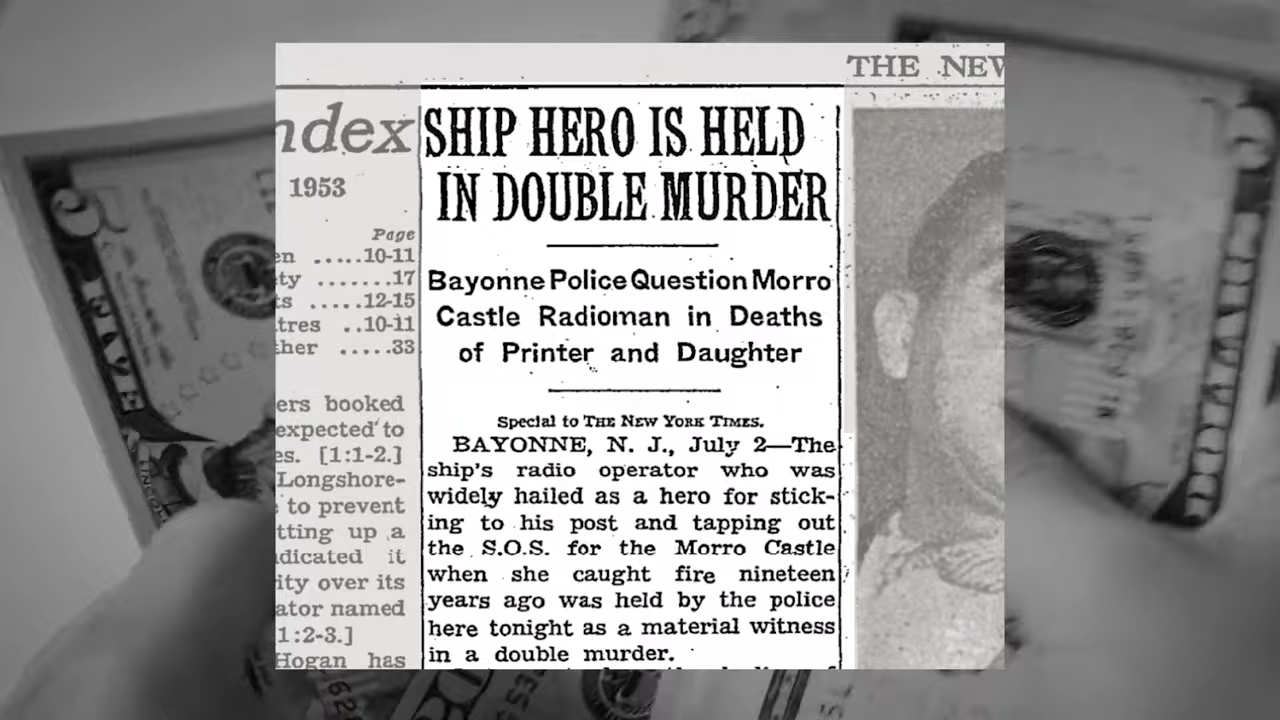 THE NEW
ndex
1953
Page
en .....10-11
ty ........17
ts .....12-15
tres ..10-11
ther .....33
ers booked
expected to
es. [1:1-2.]
Longshore-
to prevent
tting up a
dicated it
ity over its
ator named
1:2-3.]
Hogan has
SHIP HERO IS HELD
IN DOUBLE MURDER
Bayonne Police Question Morro
Castle Radioman in Deaths
of Printer and Daughter
Special to THE NEW YORK TIMES.
BAYONNE, N. J., July 2—The
ship's radio operator who was
widely hailed as a hero for stick-
ing to his post and tapping out
the S.O.S. for the Morro Castle
when she caught fire nineteen
years ago was held by the police
here tonight as a material witness
in a double murder.
5
FIVE